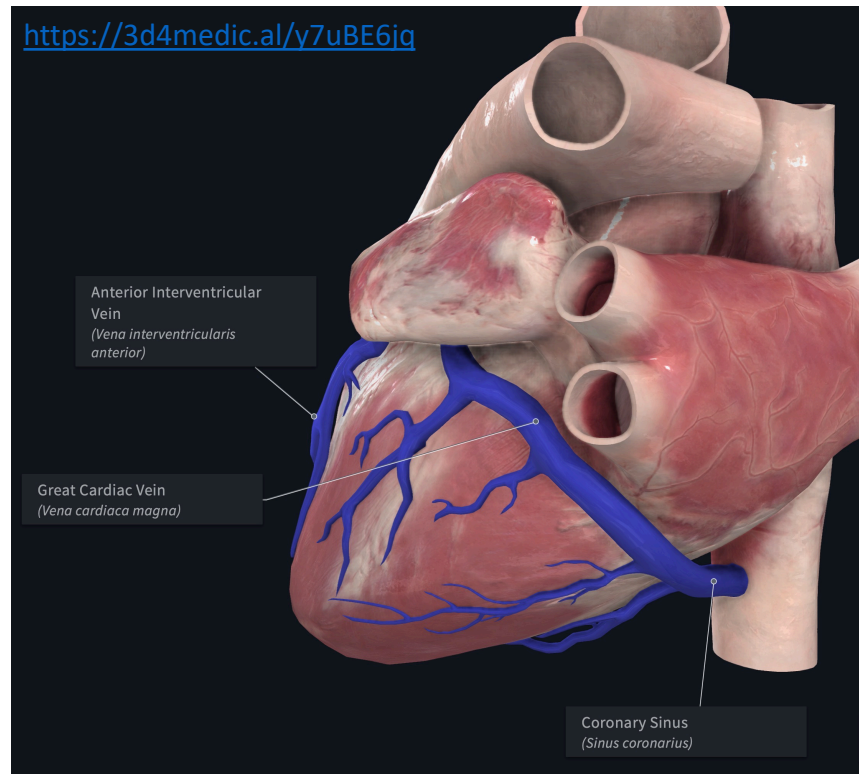 https://3d4medic.al/y7uBE6jq
Anterior Interventricular
Vein
(Vena interventricularis
anterior)
Great Cardiac Vein
(Vena cardiaca magna)
Coronary Sinus
(Sinus coronarius)